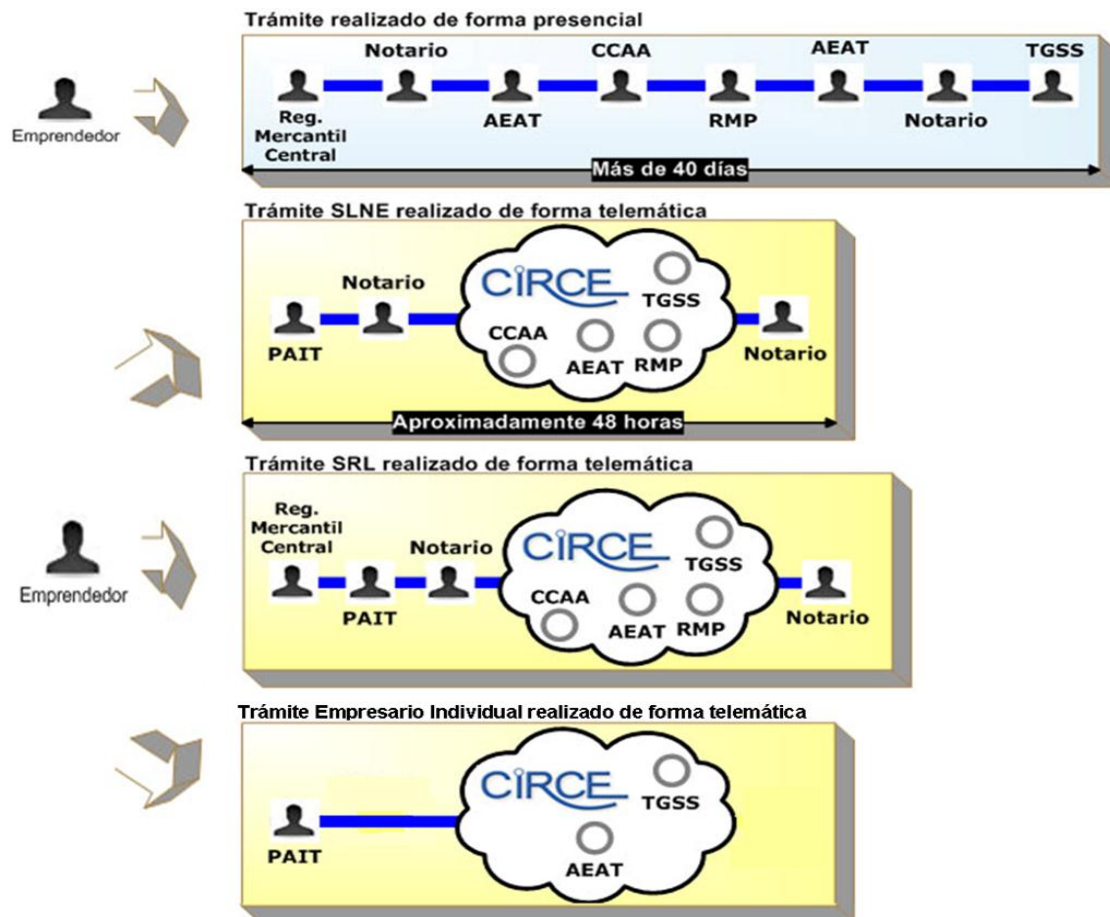 Trámite realizado de forma presencial
Emprendedor
Notario
CCAA
AEAT
TGSS
Reg.
Mercantil
Central
AEAT
RMP
Notario
Más de 40 días
Trámite SLNE realizado de forma telemática
Notario
CIRCE
TGSS
CCAA
AEAT
RMP
PAIT
Notario
Aproximadamente 48 horas
Trámite SRL realizado de forma telemática
Emprendedor
Reg.
Mercantil
Central
Notario
CIRCE
TGSS
CCAA
AEAT
RMP
PAIT
Notario
Trámite Empresario Individual realizado de forma telemática
CIRCE
TGSS
AEAT
PAIT